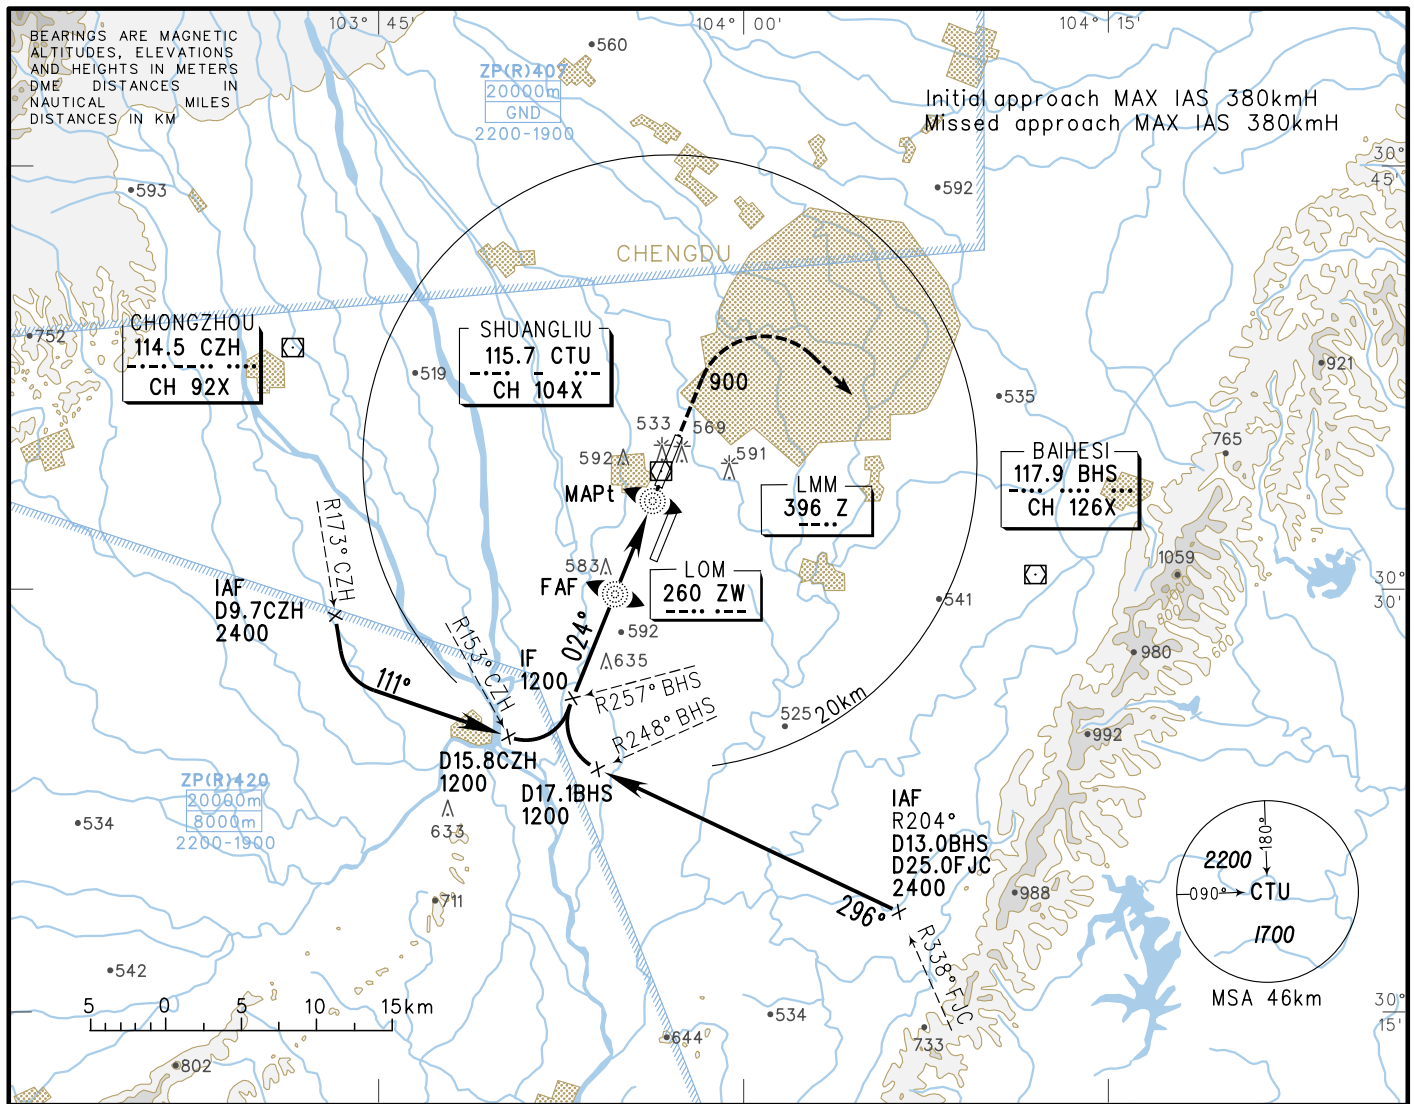 103° 45'
104° 00'
104° 15'
BEARINGS ARE MAGNETIC
ALTITUDES, ELEVATIONS
AND HEIGHTS IN METERS
DME DISTANCES IN
NAUTICAL MILES
DISTANCES IN KM
560
ZP(R)407
20000m
GND
2200-1900
Initial approach MAX IAS 380kmH
Missed approach MAX IAS 380kmH
30°
45'
593
592
CHENGDU
CHONGZHOU
114.5 CZH
CH 92X
752
SHUANGLIU
115.7 CTU
CH 104X
519
921
900
535
533
569
592
591
765
BAIHESI
117.9 BHS
CH 126X
MAPt
LMM
396 Z
R173° CZH
1059
583
FAF
LOM
260 ZW
IAF
D9.7CZH
2400
30°
30'
541
800
600
R153° CZH
024°
592
635
980
IF
1200
111°
R257° BHS
R248° BHS
20km
525
992
D15.8CZH
1200
D17.1BHS
1200
ZP(R)420
20000m
8000m
2200-1900
534
633
IAF
R204°
D13.0BHS
D25.0FJC
2400
296°
988
711
180°
2200
090°
CTU
1700
MSA 46km
R338° FJC
542
5 0 5 10 15km
534
30°
15'
644
733
802